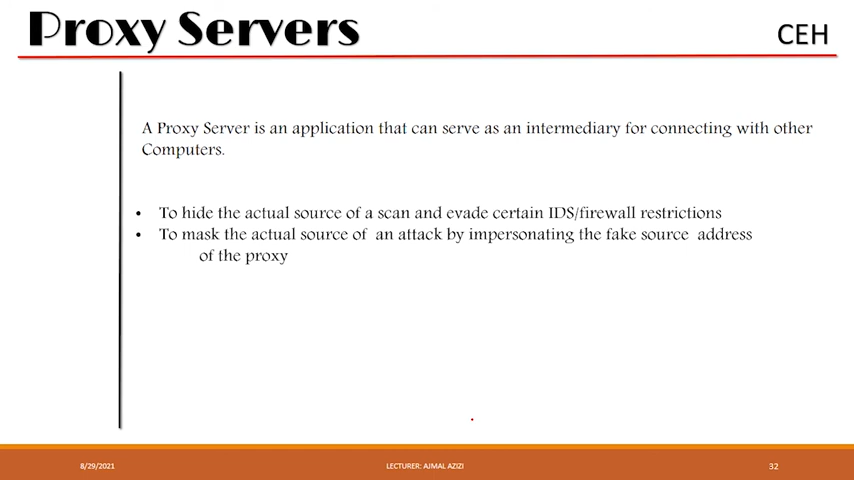 Proxy Servers
CEH
A Proxy Server is an application that can serve as an intermediary for connecting with other
Computers.
• To hide the actual source of a scan and evade certain IDS/firewall restrictions
• To mask the actual source of an attack by impersonating the fake source address
of the proxy
8/29/2021
LECTURER: AJMAL AZIZI
32